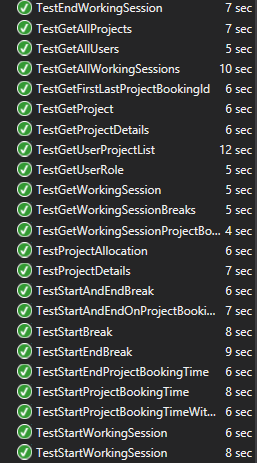 TestEndWorkingSession 7 sec
TestGetAllProjects 7 sec
TestGetAllUsers 5 sec
TestGetAllWorkingSessions 10 sec
TestGetFirstLastProjectBookingId 6 sec
TestGetProject 6 sec
TestGetProjectDetails 6 sec
TestGetUserProjectList 12 sec
TestGetUserRole 5 sec
TestGetWorkingSession 5 sec
TestGetWorkingSessionBreaks 5 sec
TestGetWorkingSessionProjectBo... 4 sec
TestProjectAllocation 6 sec
TestProjectDetails 7 sec
TestStartAndEndBreak 6 sec
TestStartAndEndOnProjectBooki... 7 sec
TestStartBreak 8 sec
TestStartEndBreak 9 sec
TestStartEndProjectBookingTime 6 sec
TestStartProjectBookingTime 8 sec
TestStartProjectBookingTimeWit... 6 sec
TestStartWorkingSession 6 sec
TestStartWorkingSession 8 sec